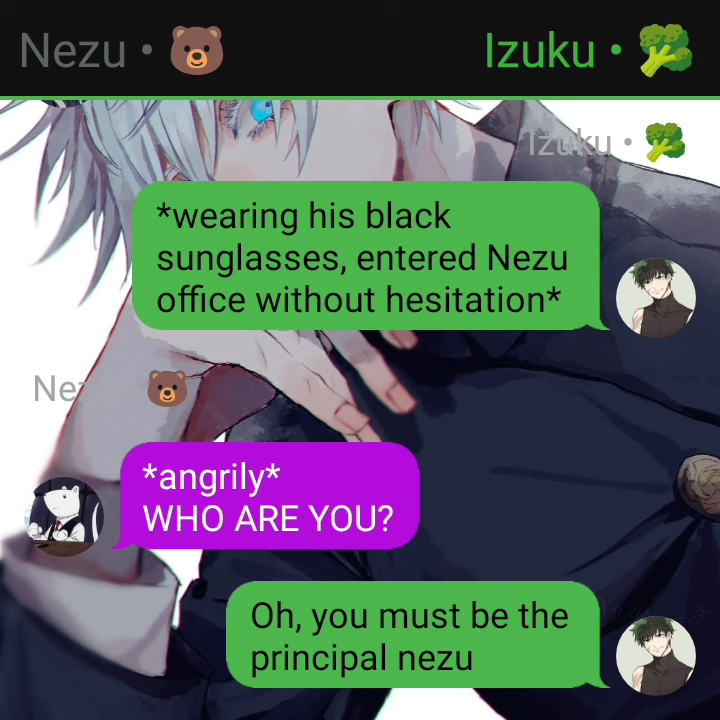 Nezu • 🐻
Izuku • 🥦
Izuku • 🥦
*wearing his black
sunglasses, entered Nezu
office without hesitation*
Nezu 🐻
*angrily*
WHO ARE YOU?
Oh, you must be the
principal nezu